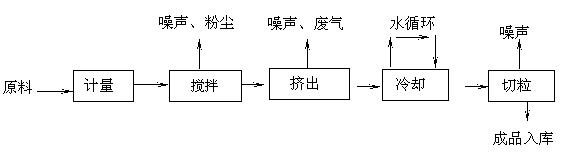 噪声、粉尘
噪声、废气
水循环
噪声
原料
计量
搅拌
挤出
冷却
切粒
成品入库